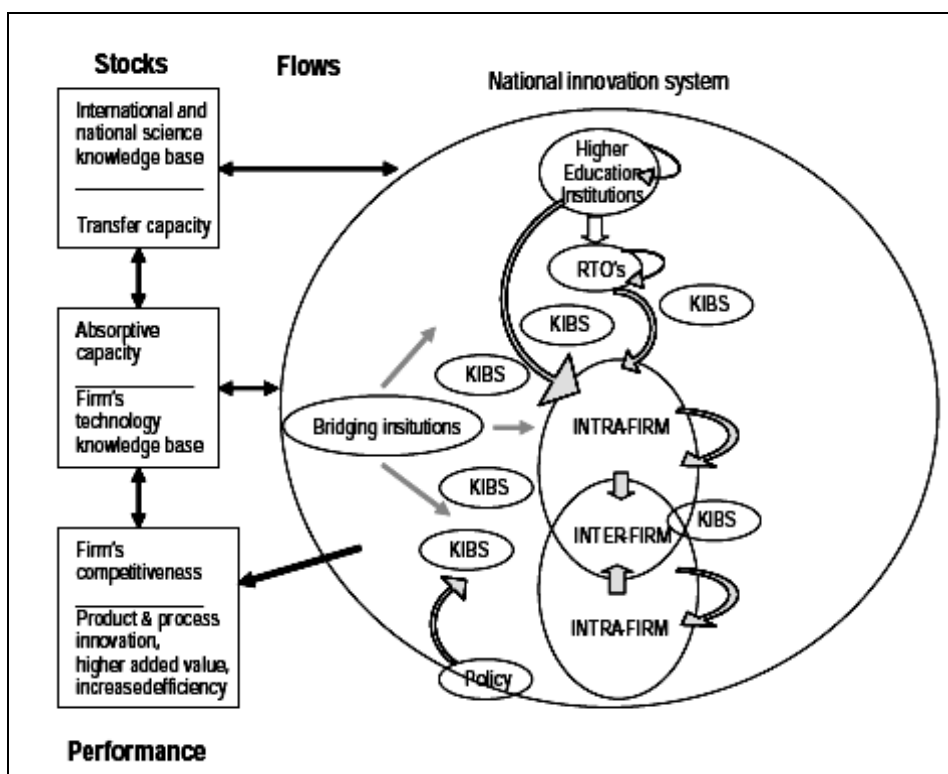 Stocks
Flows
National innovation system
International and
national science
knowledge base
Transfer capacity
Absorptive
capacity
Firm's
technology
knowledge base
Firm's
competitiveness
Product & process
innovation,
higher added value,
increasedefficiency
Performance
Higher
Education
Institutions
RTO's
KIBS
KIBS
KIBS
Bridging insitutions
INTRA-FIRM
KIBS
KIBS
INTER-FIRM
KIBS
INTRA-FIRM
Policy